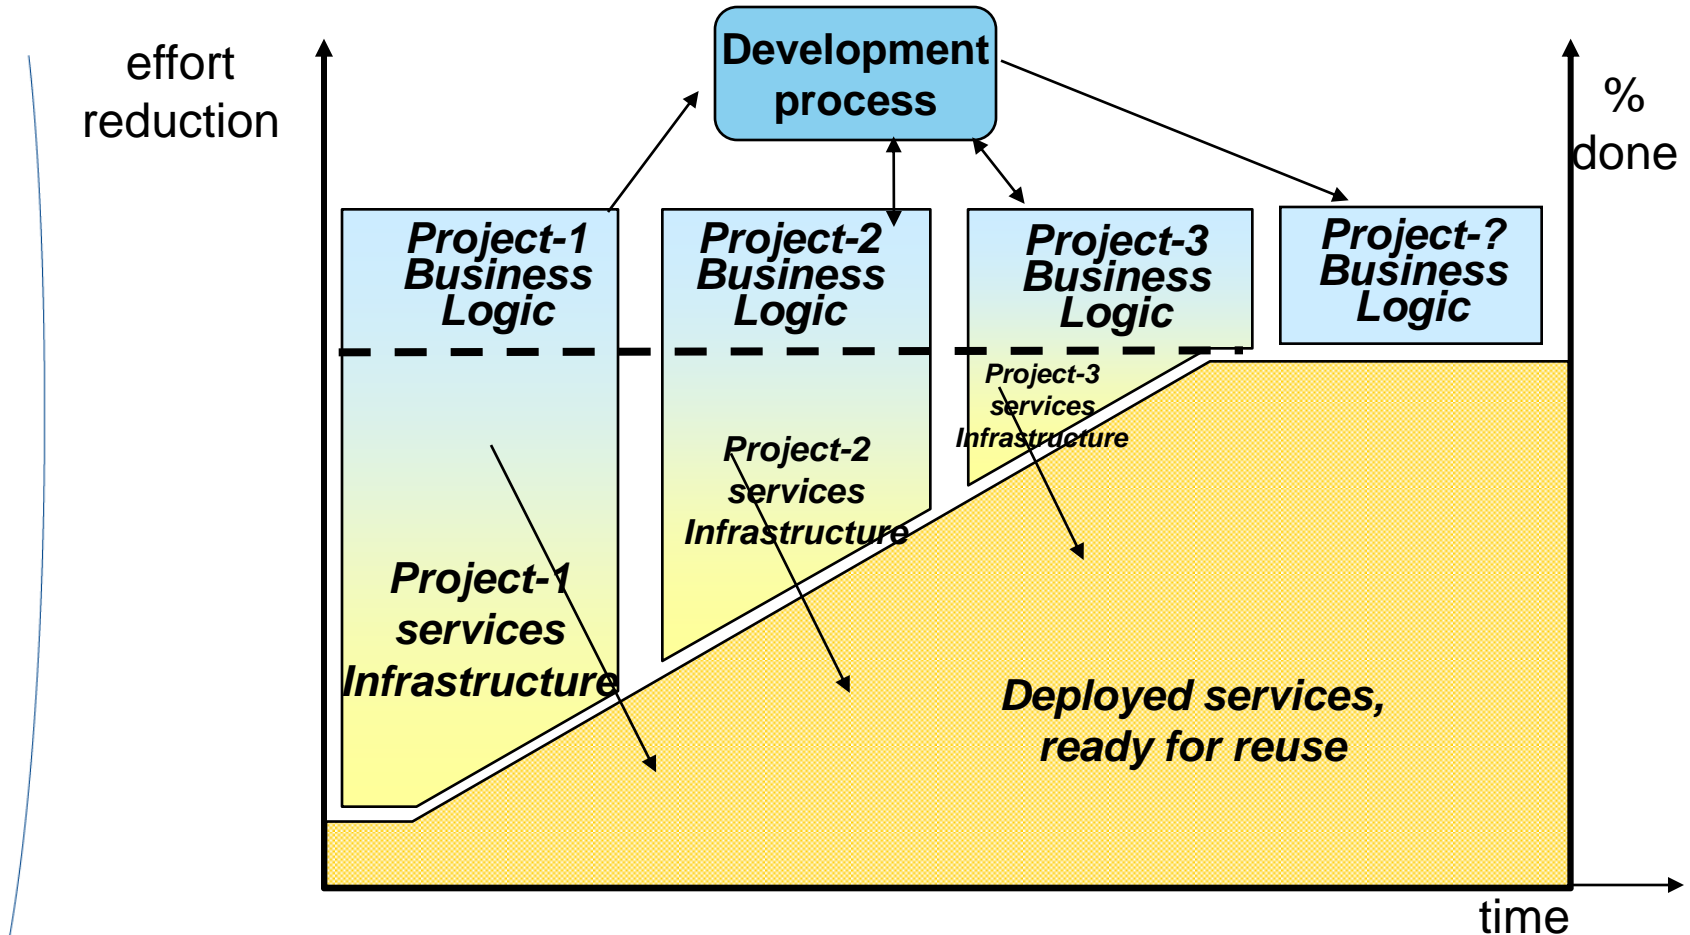 effort
reduction
Development
process
%
done
Project-1
Business
Logic
Project-2
Business
Logic
Project-3
Business
Logic
Project-?
Business
Logic
Project-1
services
Infrastructure
Project-2
services
Infrastructure
Project-3
services
Infrastructure
Deployed services,
ready for reuse
time